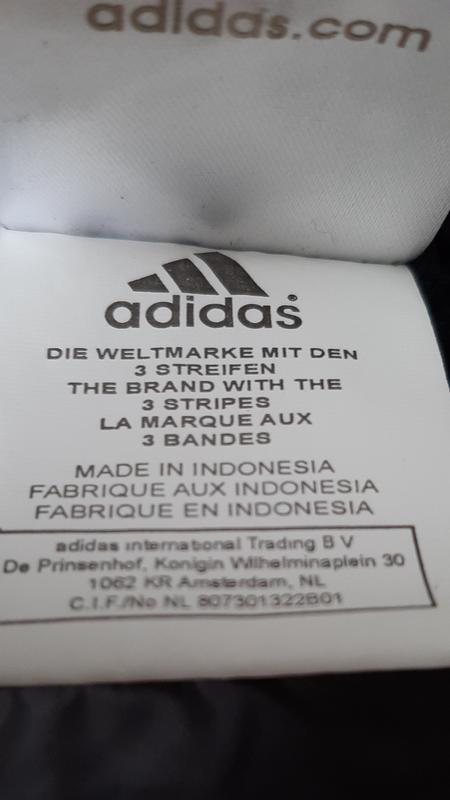 adidas.com
adidas®
DIE WELTMARKE MIT DEN
3 STREIFEN
THE BRAND WITH THE
3 STRIPES
LA MARQUE AUX
3 BANDES
MADE IN INDONESIA
FABRIQUE AUX INDONESIA
FABRIQUE EN INDONESIA
adidas international Trading B V
De Prinsenhof, Konigin Wilhelminaplein 30
1062 KR Amsterdam, NL
C.I.F./No NL 807301322B01